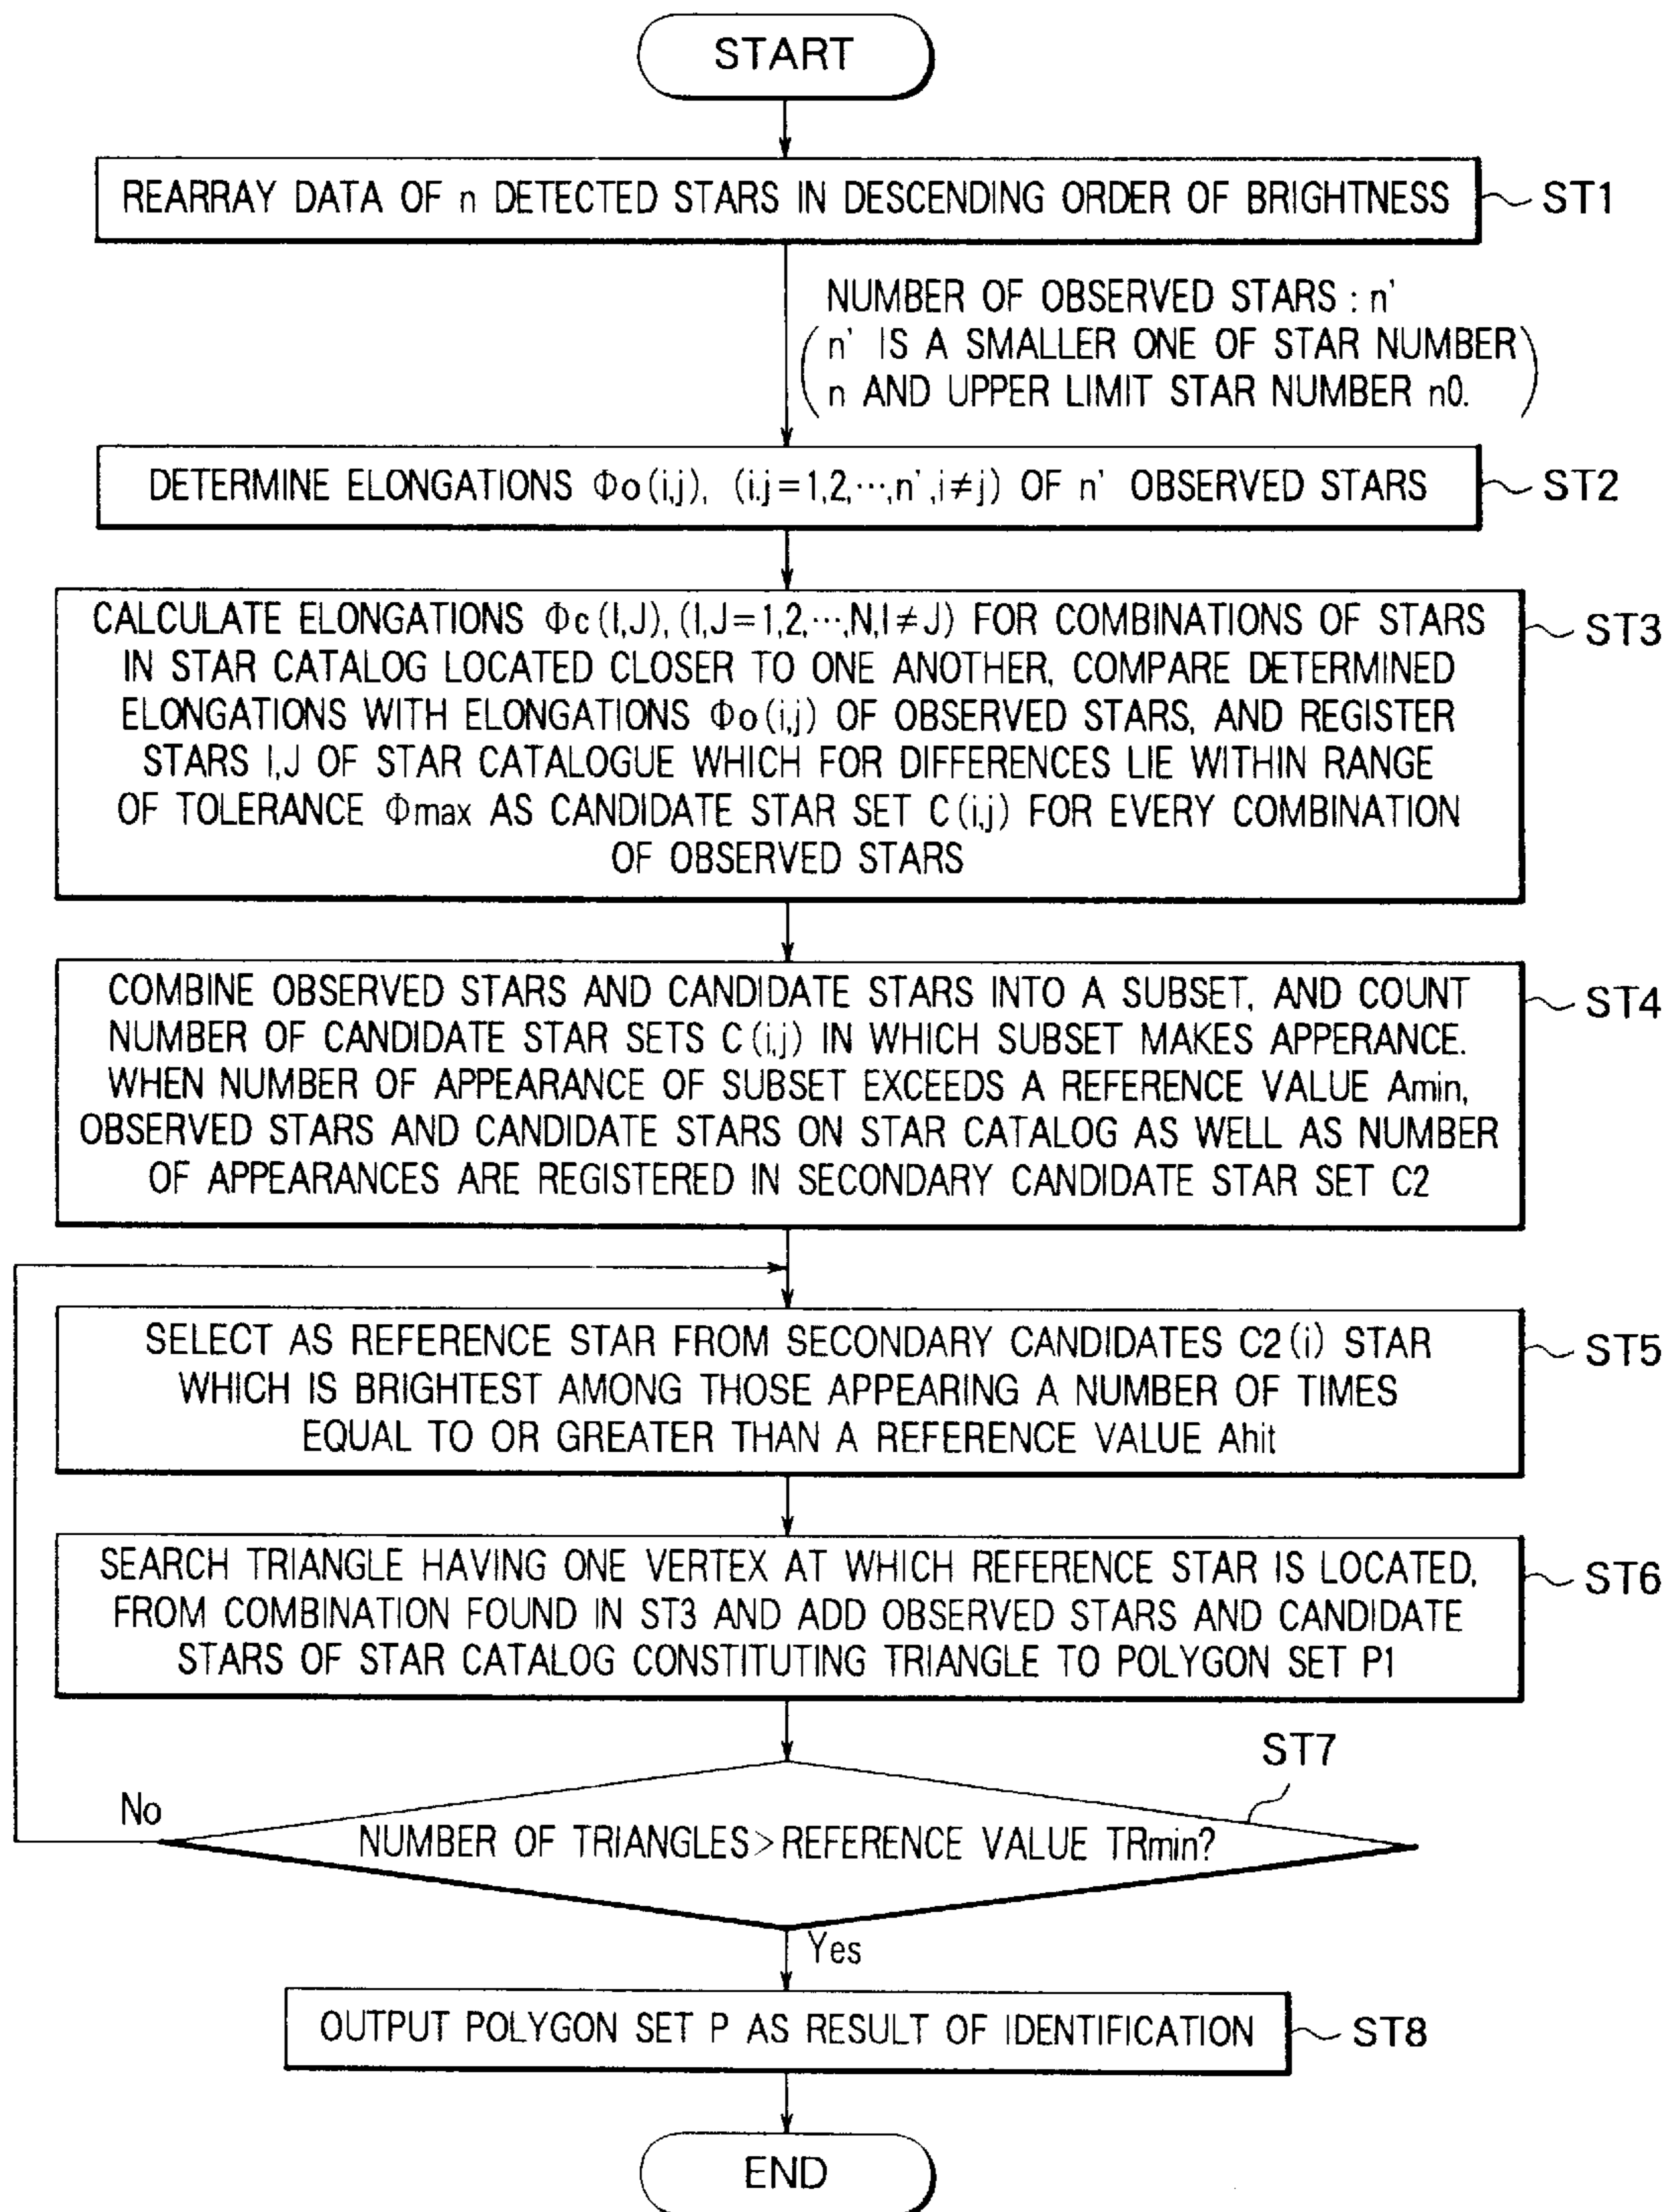 START
REARRAY DATA OF n DETECTED STARS IN DESCENDING ORDER OF BRIGHTNESS
ST1
NUMBER OF OBSERVED STARS : n'
n' IS A SMALLER ONE OF STAR NUMBER
n AND UPPER LIMIT STAR NUMBER n0.
DETERMINE ELONGATIONS Φo(i,j), (i.j=1,2,···,n',i≠j) OF n' OBSERVED STARS
ST2
CALCULATE ELONGATIONS Φc(I,J),(I,J=1,2,···,N,I≠J) FOR COMBINATIONS OF STARS
IN STAR CATALOG LOCATED CLOSER TO ONE ANOTHER, COMPARE DETERMINED
ELONGATIONS WITH ELONGATIONS Φo(i,j) OF OBSERVED STARS, AND REGISTER
STARS I,J OF STAR CATALOGUE WHICH FOR DIFFERENCES LIE WITHIN RANGE
OF TOLERANCE Φmax AS CANDIDATE STAR SET C(i,j) FOR EVERY COMBINATION
OF OBSERVED STARS
ST3
COMBINE OBSERVED STARS AND CANDIDATE STARS INTO A SUBSET, AND COUNT
NUMBER OF CANDIDATE STAR SETS C(i,j) IN WHICH SUBSET MAKES APPERANCE.
WHEN NUMBER OF APPEARANCE OF SUBSET EXCEEDS A REFERENCE VALUE Amin,
OBSERVED STARS AND CANDIDATE STARS ON STAR CATALOG AS WELL AS NUMBER
OF APPEARANCES ARE REGISTERED IN SECONDARY CANDIDATE STAR SET C2
ST4
SELECT AS REFERENCE STAR FROM SECONDARY CANDIDATES C2(i) STAR
WHICH IS BRIGHTEST AMONG THOSE APPEARING A NUMBER OF TIMES
EQUAL TO OR GREATER THAN A REFERENCE VALUE Ahit
ST5
SEARCH TRIANGLE HAVING ONE VERTEX AT WHICH REFERENCE STAR IS LOCATED,
FROM COMBINATION FOUND IN ST3 AND ADD OBSERVED STARS AND CANDIDATE
STARS OF STAR CATALOG CONSTITUTING TRIANGLE TO POLYGON SET P1
ST6
ST7
No
NUMBER OF TRIANGLES>REFERENCE VALUE TRmin?
Yes
OUTPUT POLYGON SET P AS RESULT OF IDENTIFICATION
ST8
END